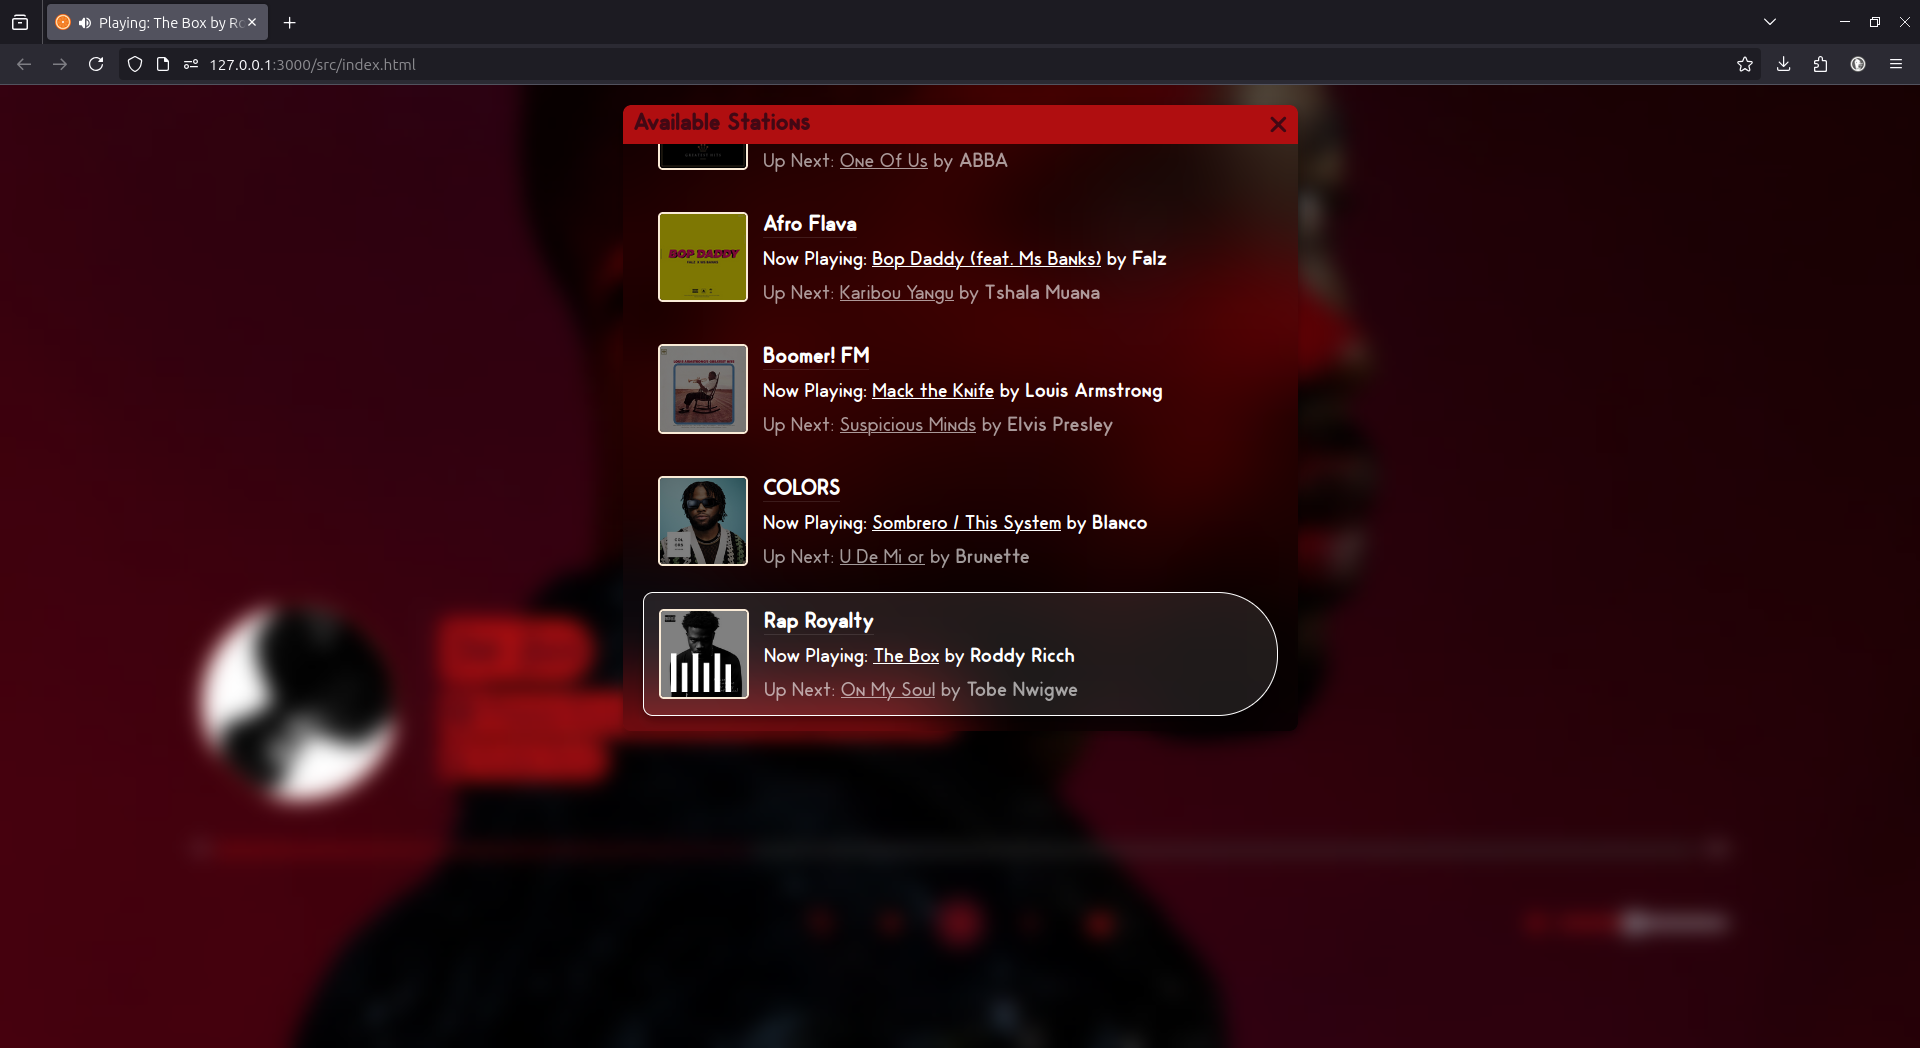 Playing: The Box by Ro
127.0.0.1:3000/src/index.html
Available Stations
Up Next: One Of Us by ABBA
Afro Flava
BOP DADDY
Now Playing: Bop Daddy (feat. Ms Banks) by Falz
Up Next: Karibou Yangu by Tshala Muana
Boomer! FM
Now Playing: Mack the Knife by Louis Armstrong
Up Next: Suspicious Minds by Elvis Presley
COLORS
Now Playing: Sombrero / This System by Blanco
Up Next: U De Mi or by Brunette
Rap Royalty
Now Playing: The Box by Roddy Ricch
Up Next: On My Soul by Tobe Nwigwe